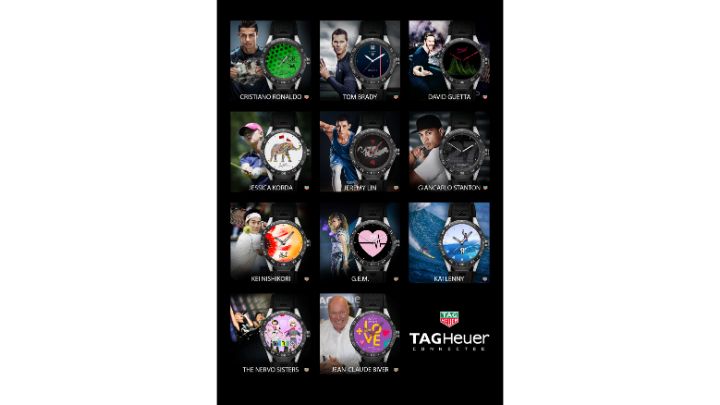 CRISTIANO RONALDO
TOM BRADY
DAVID GUETTA
JESSICA KORDA
JEREMY LIN
GIANCARLO STANTON
KEI NISHIKORI
G.E.M.
KAI LENNY
THE NERVO SISTERS
LOVE
JEAN-CLAUDE BIVER
TAG
HEUER
TAGHeuer
CONNECTED